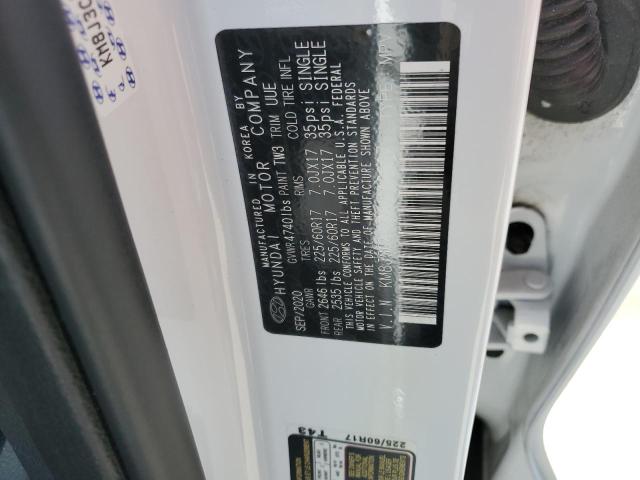 MANUFACTURED IN KOREA BY
HYUNDAI MOTOR COMPANY
GVWR 4740lbs PAINT TW3 TRIM UUE
SEP/2020 GAWR TIRES RIMS COLD TIRE INFL
FRONT 2646 lbs 225/60R17 7.0JX17 35psi SINGLE
REAR 2535 lbs 225/60R17 7.0JX17 35psi SINGLE
THIS VEHICLE CONFORMS TO ALL APPLICABLE U.S.A. FEDERAL
MOTOR VEHICLE SAFETY AND THEFT PREVENTION STANDARDS
IN EFFECT ON THE DATE OF MANUFACTURE SHOWN ABOVE
V.I.N
TYPE MPV
KM8J3C
225/60R17
T43